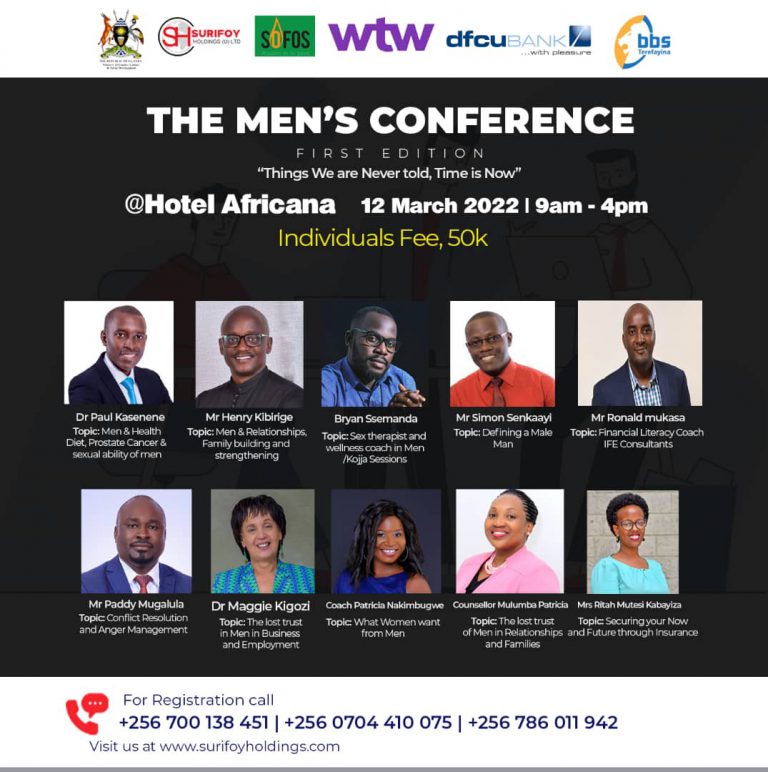 THE REPUBLIC OF UGANDA
SH SURIFOY
HOLDINGS (U) LTD
SOFOS
wtw
dfcu BANK
...with pleasure
bbs
Terefayina
THE MEN'S CONFERENCE
FIRST EDITION
“Things We are Never told, Time is Now”
@Hotel Africana 12 March 2022 | 9am - 4pm
Individuals Fee, 50k
Dr Paul Kasenene
Topic: Men & Health
Diet, Prostate Cancer &
sexual ability of men
Mr Henry Kibirige
Topic: Men & Relationships,
Family building and
strengthening
Bryan Ssemanda
Topic: Sex therapist and
wellness coach in Men
/Kojja Sessions
Mr Simon Senkaayi
Topic: Defining a Male
Man
Mr Ronald mukasa
Topic: Financial Literacy Coach
IFE Consultants
Mr Paddy Mugalula
Topic: Conflict Resolution
and Anger Management
Dr Maggie Kigozi
Topic: The lost trust
in Men in Business
and Employment
Coach Patricia Nakimbugwe
Topic: What Women want
from Men
Counsellor Mulumba Patricia
Topic: The lost trust
of Men in Relationships
and Families
Mrs Ritah Mutesi Kabayiza
Topic: Securing your Now
and Future through Insurance
For Registration call
+256 700 138 451 | +256 0704 410 075 | +256 786 011 942
Visit us at www.surifoyholdings.com